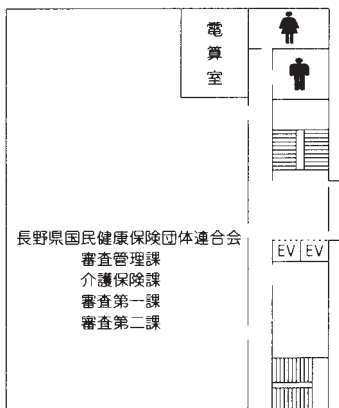 電算室
長野県国民健康保険団体連合会
審査管理課
介護保険課
審査第一課
審査第二課
EV EV